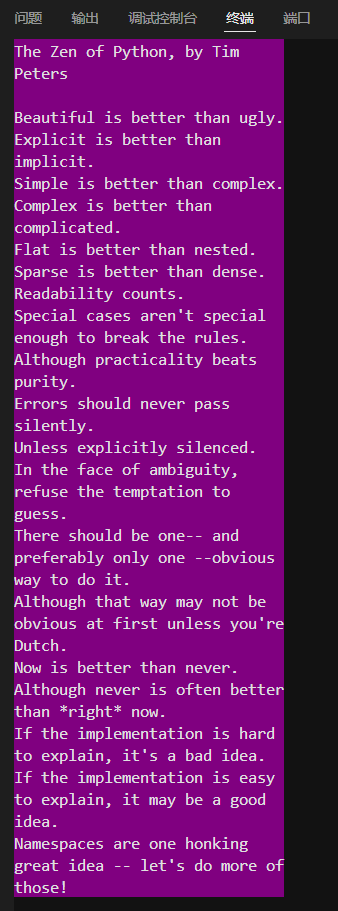 问题 输出 调试控制台 终端 端口
The Zen of Python, by Tim
Peters
Beautiful is better than ugly.
Explicit is better than
implicit.
Simple is better than complex.
Complex is better than
complicated.
Flat is better than nested.
Sparse is better than dense.
Readability counts.
Special cases aren't special
enough to break the rules.
Although practicality beats
purity.
Errors should never pass
silently.
Unless explicitly silenced.
In the face of ambiguity,
refuse the temptation to
guess.
There should be one-- and
preferably only one --obvious
way to do it.
Although that way may not be
obvious at first unless you're
Dutch.
Now is better than never.
Although never is often better
than *right* now.
If the implementation is hard
to explain, it's a bad idea.
If the implementation is easy
to explain, it may be a good
idea.
Namespaces are one honking
great idea -- let's do more of
those!